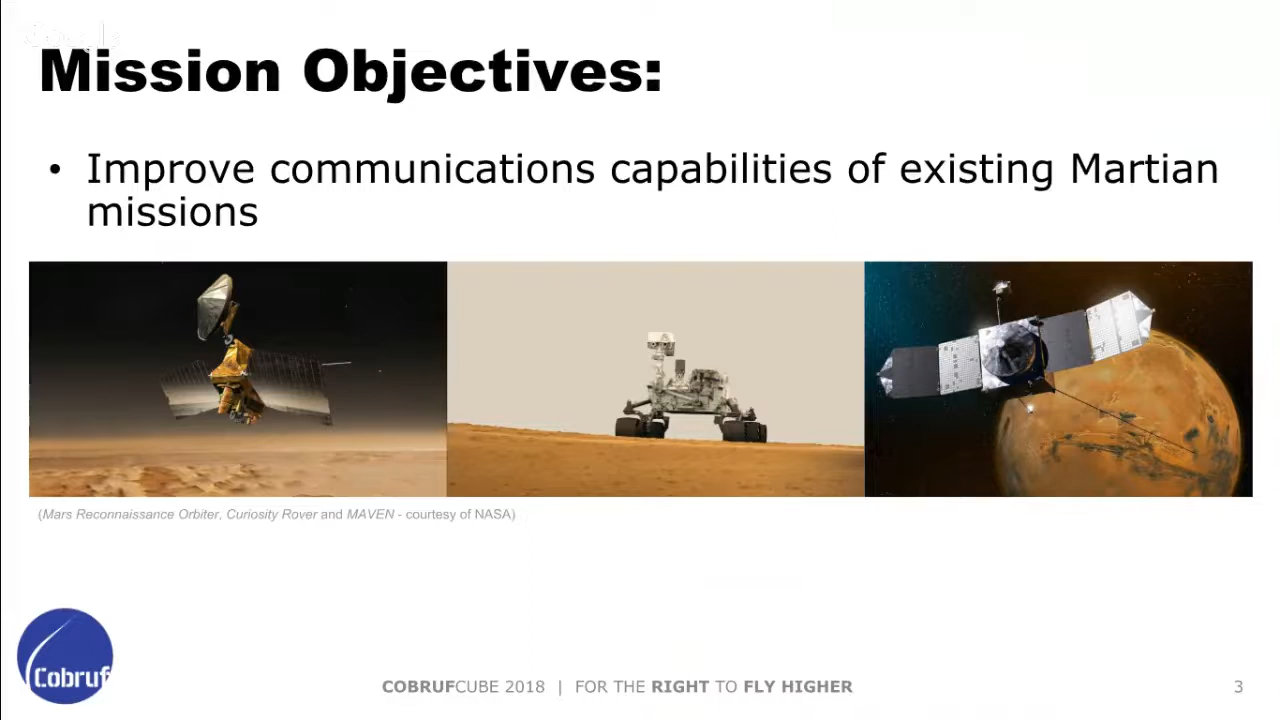 Mission Objectives:
• Improve communications capabilities of existing Martian
missions
(Mars Reconnaissance Orbiter, Curiosity Rover and MAVEN - courtesy of NASA)
Cobruf
COBRUFCUBE 2018 | FOR THE RIGHT TO FLY HIGHER
3